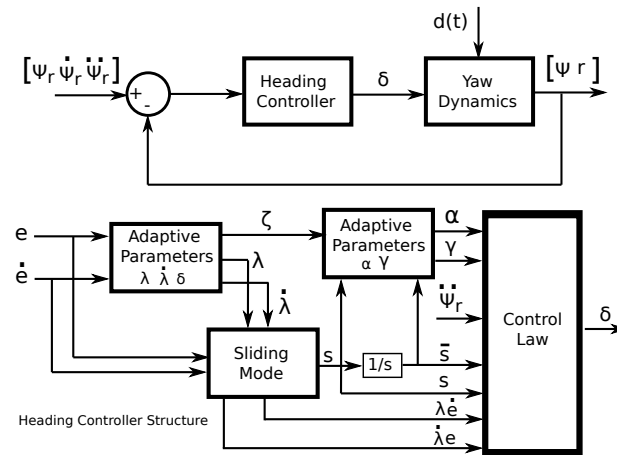 d(t)
[ψr ψ̇r ψ̈r]
+
-
Heading
Controller
δ
Yaw
Dynamics
[ψ r]
e
ė
Adaptive
Parameters
λ λ̇ δ
ζ
λ
λ̇
Adaptive
Parameters
α γ
α
γ
ψ̈r
Sliding
Mode
s
1/s
s̄
s
λė
λ̇e
Control
Law
δ
Heading Controller Structure